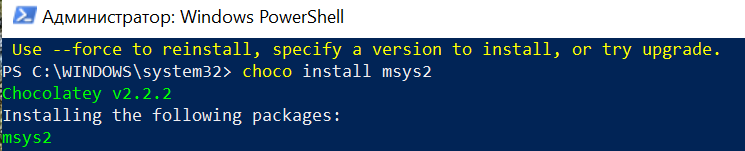 Администратор: Windows PowerShell
Use --force to reinstall, specify a version to install, or try upgrade.
PS C:\WINDOWS\system32> choco install msys2
Chocolatey v2.2.2
Installing the following packages:
msys2